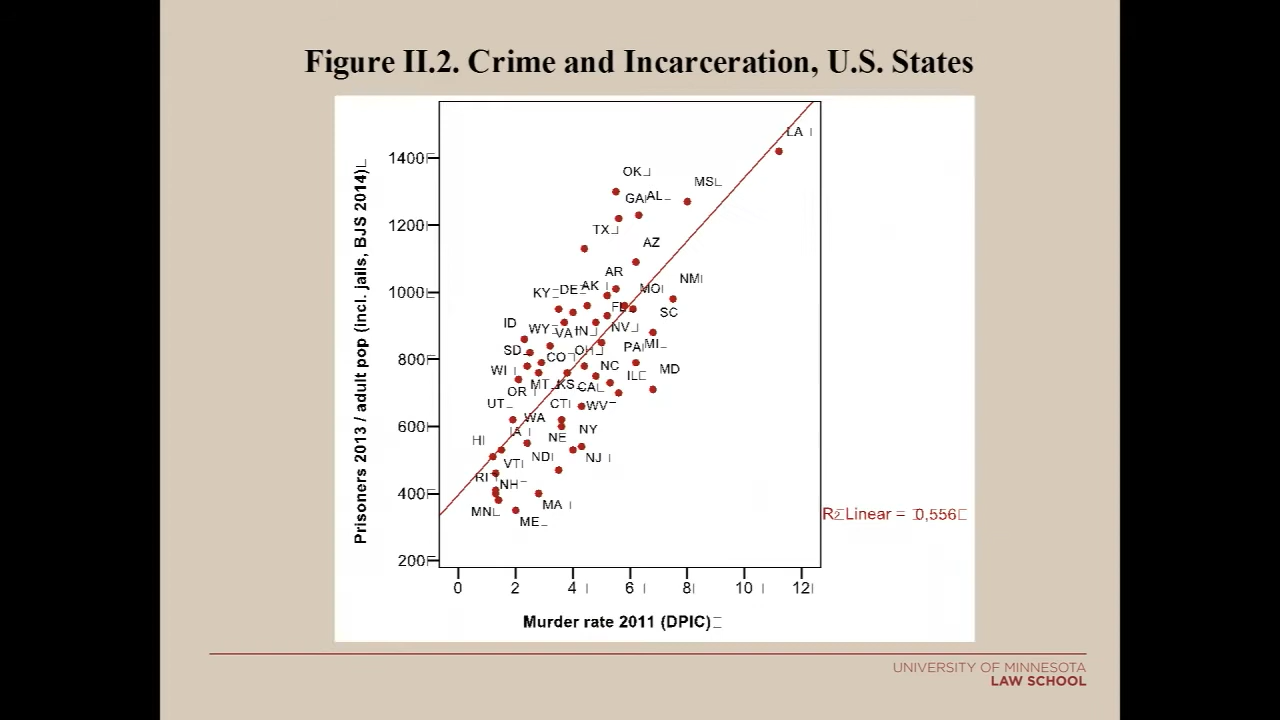 Figure II.2. Crime and Incarceration, U.S. States
Prisoners 2013 / adult pop (incl. jails, BJS 2014)
1400
1200
1000
800
600
400
200
0 2 4 6 8 10 12
LA
OK
MS
GA AL
TX
AZ
AR
NM
KY DE AK
MO
FL
SC
ID
WY VA IN NV
SD
CO OH PA MI
WI
NC
MD
IL
OR MT KS CA
UT
CT WV
WA
IA
NE NY
HI
VT ND NJ
RI NH
MA
MN
ME
R2 Linear = 0,556
Murder rate 2011 (DPIC)
UNIVERSITY OF MINNESOTA
LAW SCHOOL